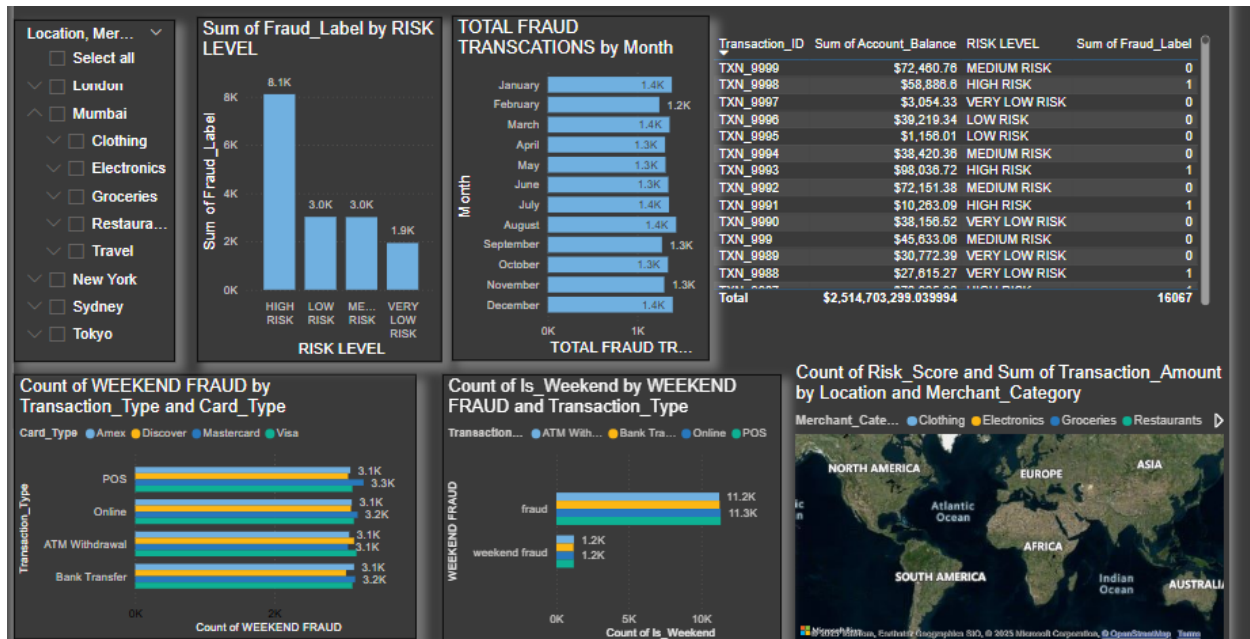 Location, Mer...
Select all
London
Mumbai
Clothing
Electronics
Groceries
Restaura...
Travel
New York
Sydney
Tokyo
Sum of Fraud_Label by RISK
LEVEL
Sum of Fraud_Label
8K
6K
4K
2K
0K
8.1K
3.0K
3.0K
1.9K
HIGH RISK
LOW RISK
ME... RISK
VERY LOW RISK
RISK LEVEL
TOTAL FRAUD
TRANSCATIONS by Month
Month
January 1.4K
February 1.2K
March 1.4K
April 1.3K
May 1.3K
June 1.3K
July 1.4K
August 1.4K
September 1.3K
October 1.3K
November 1.3K
December 1.4K
0K 1K
TOTAL FRAUD TR...
Transaction_ID Sum of Account_Balance RISK LEVEL Sum of Fraud_Label
TXN_9999 $72,460.76 MEDIUM RISK 0
TXN_9998 $58,886.6 HIGH RISK 1
TXN_9997 $3,054.33 VERY LOW RISK 0
TXN_9996 $39,219.34 LOW RISK 0
TXN_9995 $1,156.01 LOW RISK 0
TXN_9994 $38,420.36 MEDIUM RISK 0
TXN_9993 $98,036.72 HIGH RISK 1
TXN_9992 $72,151.38 MEDIUM RISK 0
TXN_9991 $10,263.09 HIGH RISK 1
TXN_9990 $38,156.52 VERY LOW RISK 0
TXN_999 $45,633.06 MEDIUM RISK 0
TXN_9989 $30,772.39 VERY LOW RISK 0
TXN_9988 $27,615.27 VERY LOW RISK 1
Total $2,514,703,299.039994 16067
Count of WEEKEND FRAUD by
Transaction_Type and Card_Type
Card_Type Amex Discover Mastercard Visa
Transaction_Type
POS 3.1K 3.3K
Online 3.1K 3.2K
ATM Withdrawal 3.1K 3.1K
Bank Transfer 3.1K 3.2K
0K 2K
Count of WEEKEND FRAUD
Count of Is_Weekend by WEEKEND
FRAUD and Transaction_Type
Transaction... ATM With... Bank Tra... Online POS
WEEKEND FRAUD
fraud 11.2K 11.3K
weekend fraud 1.2K 1.2K
0K 5K 10K
Count of Is_Weekend
Count of Risk_Score and Sum of Transaction_Amount
by Location and Merchant_Category
Merchant_Cate... Clothing Electronics Groceries Restaurants
NORTH AMERICA
EUROPE
ASIA
Atlantic
Ocean
AFRICA
SOUTH AMERICA
Indian
Ocean
AUSTRALI
© 2025 Microsoft Corporation, © OpenStreetMap Terms